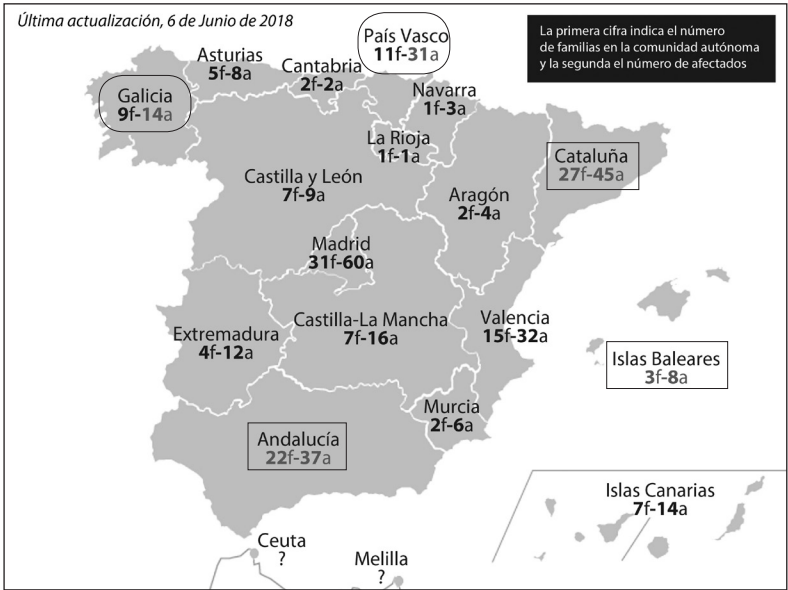 Última actualización, 6 de Junio de 2018
La primera cifra indica el número
de familias en la comunidad autónoma
y la segunda el número de afectados
País Vasco
11f-31a
Asturias
5f-8a
Cantabria
2f-2a
Navarra
1f-3a
Galicia
9f-14a
La Rioja
1f-1a
Cataluña
27f-45a
Castilla y León
7f-9a
Aragón
2f-4a
Madrid
31f-60a
Castilla-La Mancha
7f-16a
Valencia
15f-32a
Extremadura
4f-12a
Islas Baleares
3f-8a
Murcia
2f-6a
Andalucía
22f-37a
Islas Canarias
7f-14a
Ceuta
?
Melilla
?